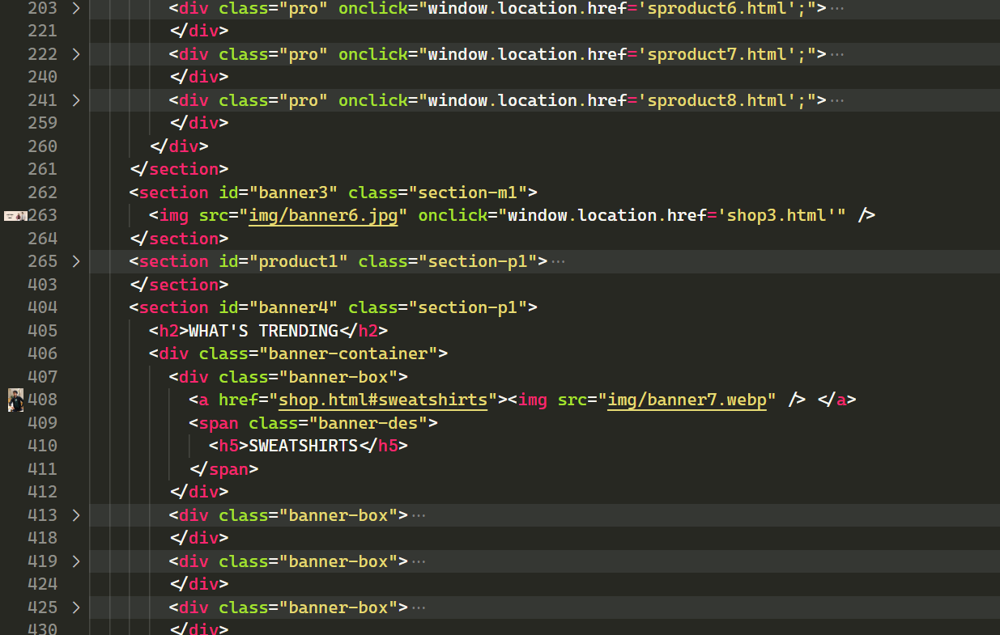 203 > <div class="pro" onclick="window.location.href='sproduct6.html';">···
221 </div>
222 > <div class="pro" onclick="window.location.href='sproduct7.html';">···
240 </div>
241 > <div class="pro" onclick="window.location.href='sproduct8.html';">···
259 </div>
260 </div>
261 </section>
262 <section id="banner3" class="section-m1">
263 <img src="img/banner6.jpg" onclick="window.location.href='shop3.html'" />
264 </section>
265 > <section id="product1" class="section-p1">···
403 </section>
404 <section id="banner4" class="section-p1">
405 <h2>WHAT'S TRENDING</h2>
406 <div class="banner-container">
407 <div class="banner-box">
408 <a href="shop.html#sweatshirts"><img src="img/banner7.webp" /> </a>
409 <span class="banner-des">
410 <h5>SWEATSHIRTS</h5>
411 </span>
412 </div>
413 > <div class="banner-box">···
418 </div>
419 > <div class="banner-box">···
424 </div>
425 > <div class="banner-box">···
430 </div>